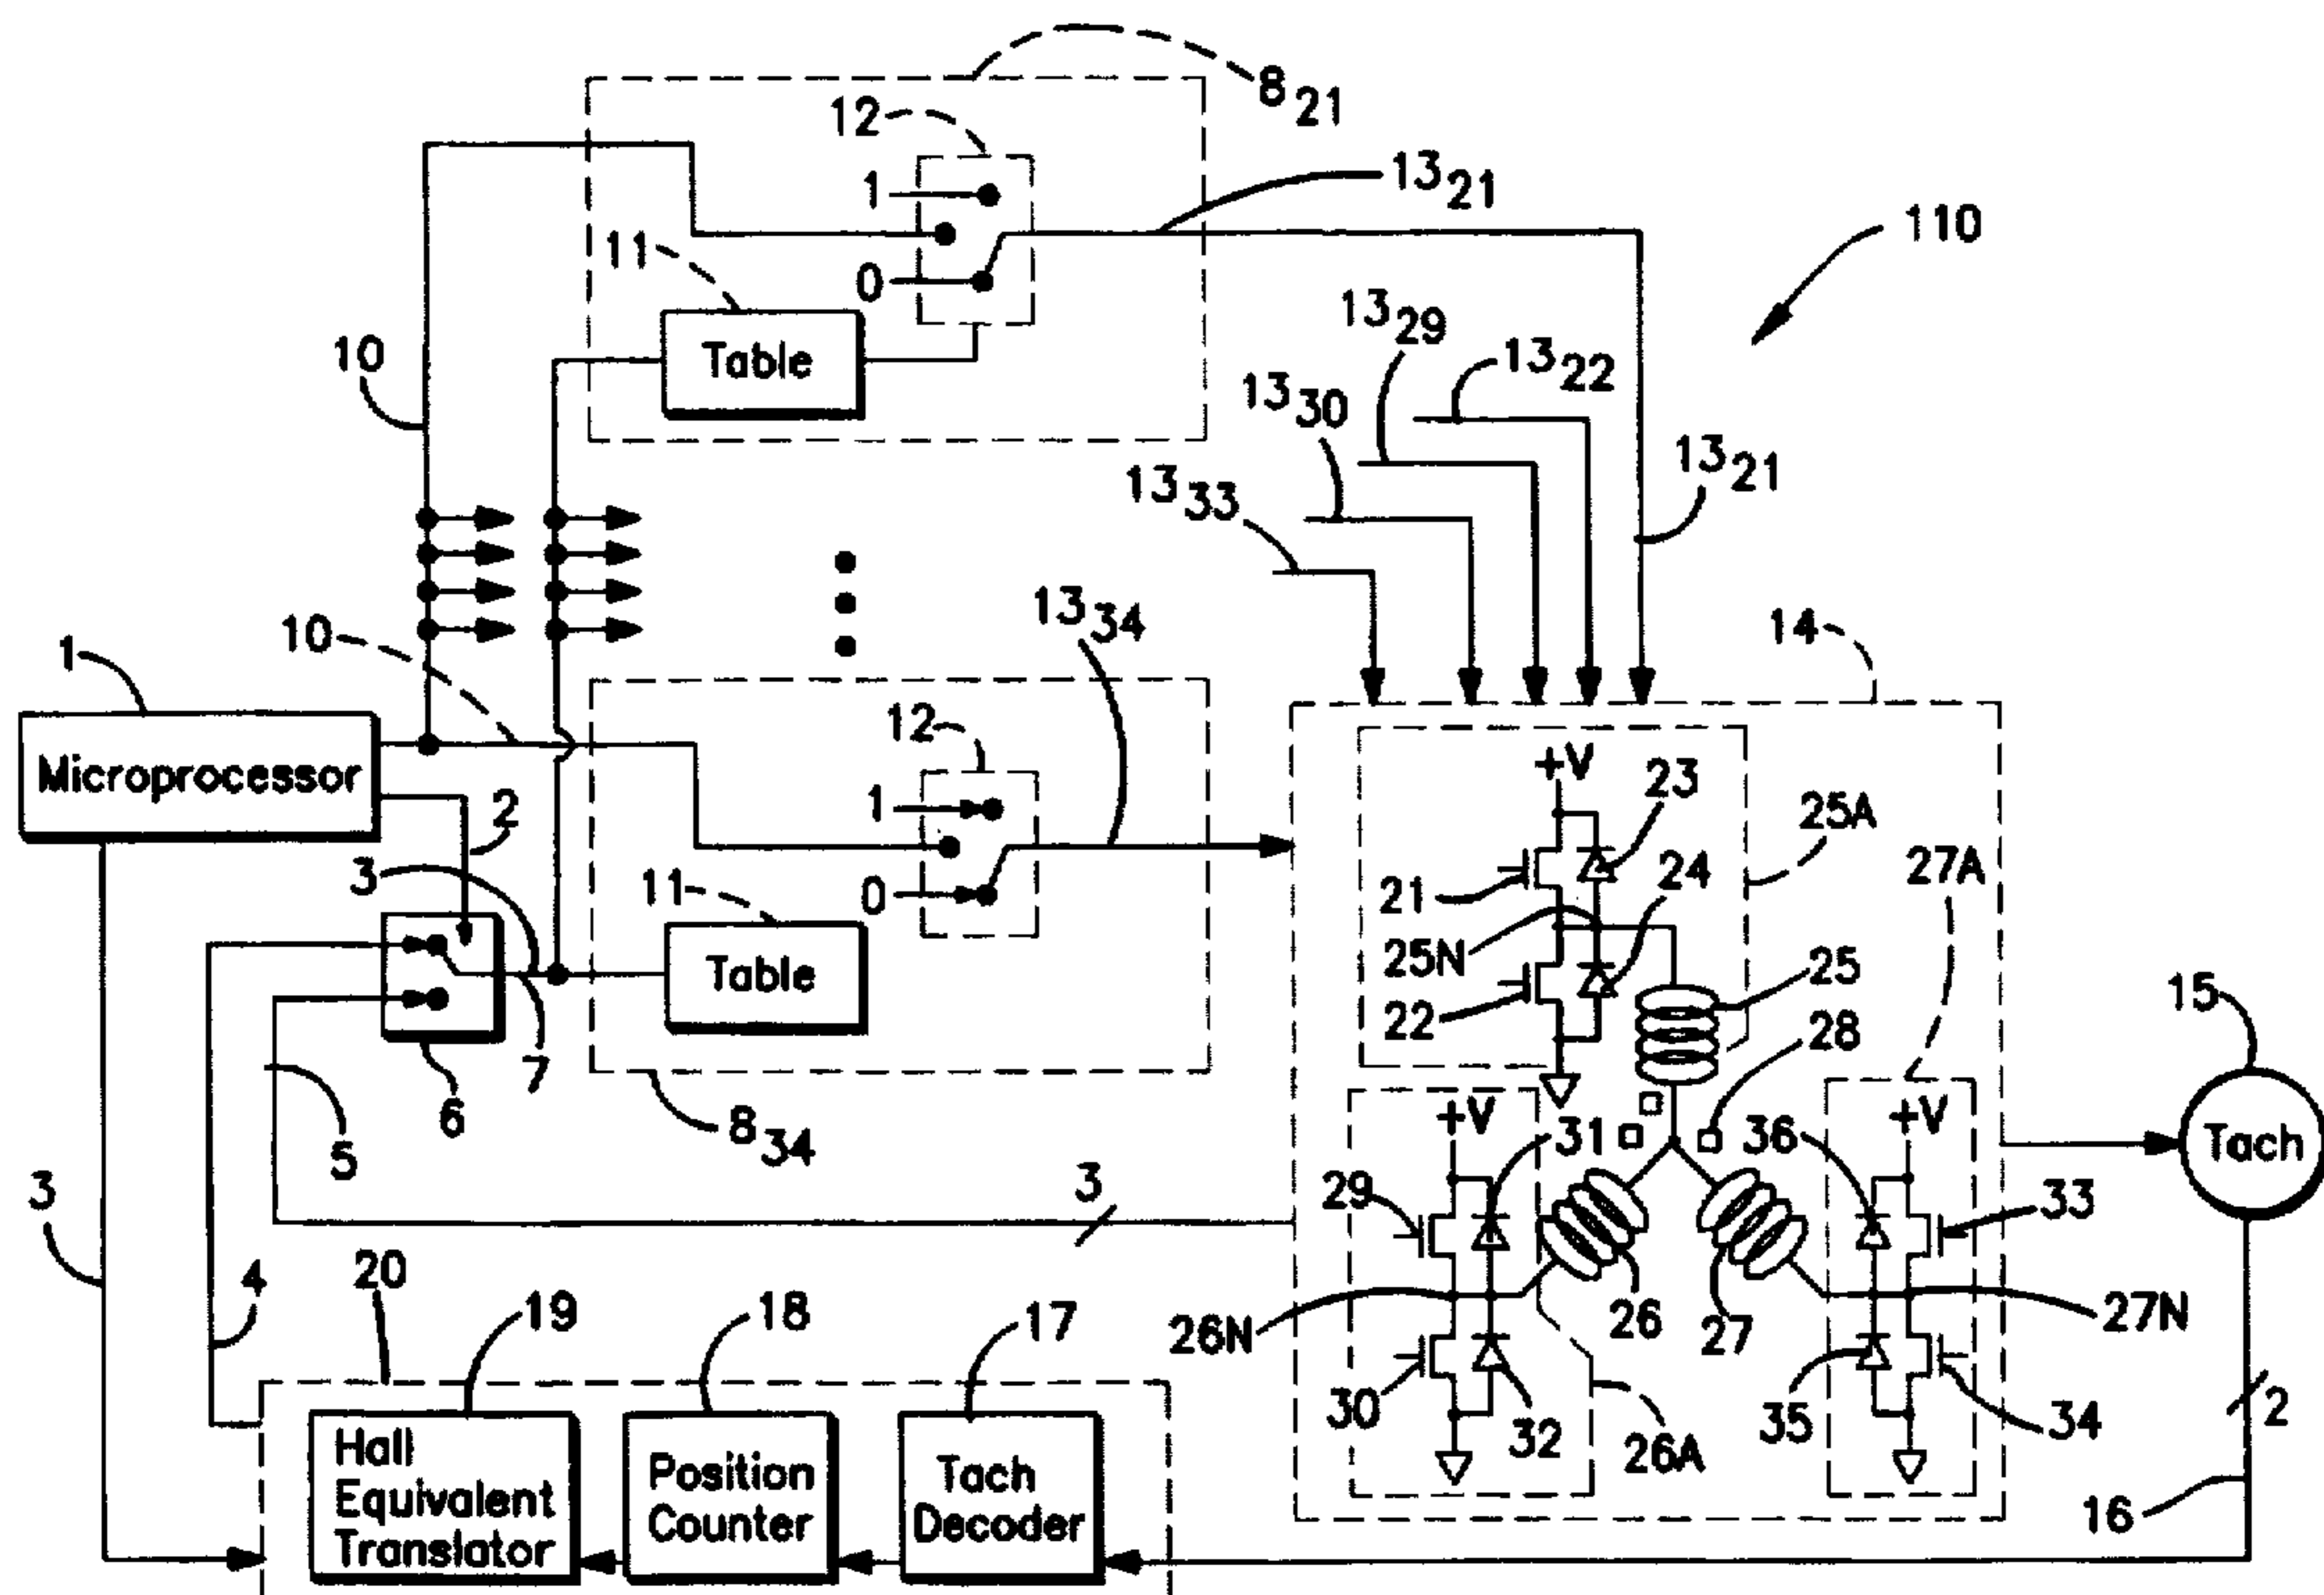 8 21
12
1
13 21
110
11
0
10
Table
13 29
13 22
13 30
13 21
13 33
13 34
14
1
10
12
Microprocessor
2
1
+V
23
25A
3
0
11
21
24
27A
25N
Table
22
25
15
28
7
6
5
8 34
3
+V
31
36
+V
Tach
3
29
33
4
20
19
18
17
26N
26
27
27N
30
32
26A
35
34
2
16
Hall
Equivalent
Translator
Position
Counter
Tach
Decoder